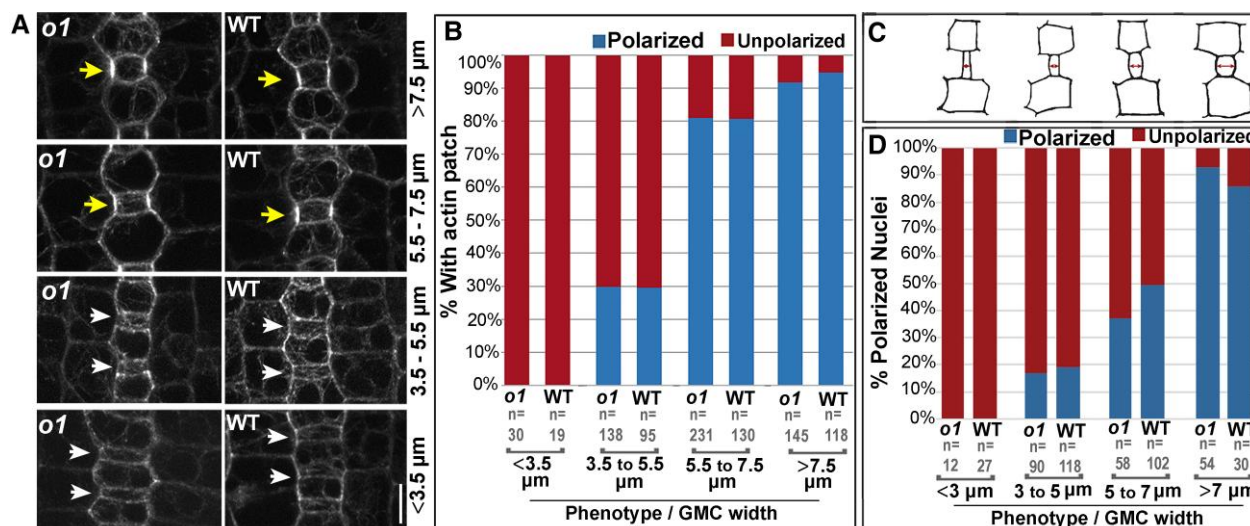 A
o1
WT
>7.5 µm
o1
WT
5.5 - 7.5 µm
o1
WT
3.5 - 5.5 µm
o1
WT
<3.5 µm
B
Polarized Unpolarized
% With actin patch
100%
90%
80%
70%
60%
50%
40%
30%
20%
10%
0%
o1 WT o1 WT o1 WT o1 WT
n= n= n= n= n= n= n= n=
30 19 138 95 231 130 145 118
<3.5 µm 3.5 to 5.5 µm 5.5 to 7.5 µm >7.5 µm
Phenotype / GMC width
C
D
Polarized Unpolarized
% Polarized Nuclei
100%
90%
80%
70%
60%
50%
40%
30%
20%
10%
0%
o1 WT o1 WT o1 WT o1 WT
n= n= n= n= n= n= n= n=
12 27 90 118 58 102 54 30
<3 µm 3 to 5 µm 5 to 7 µm >7 µm
Phenotype / GMC width